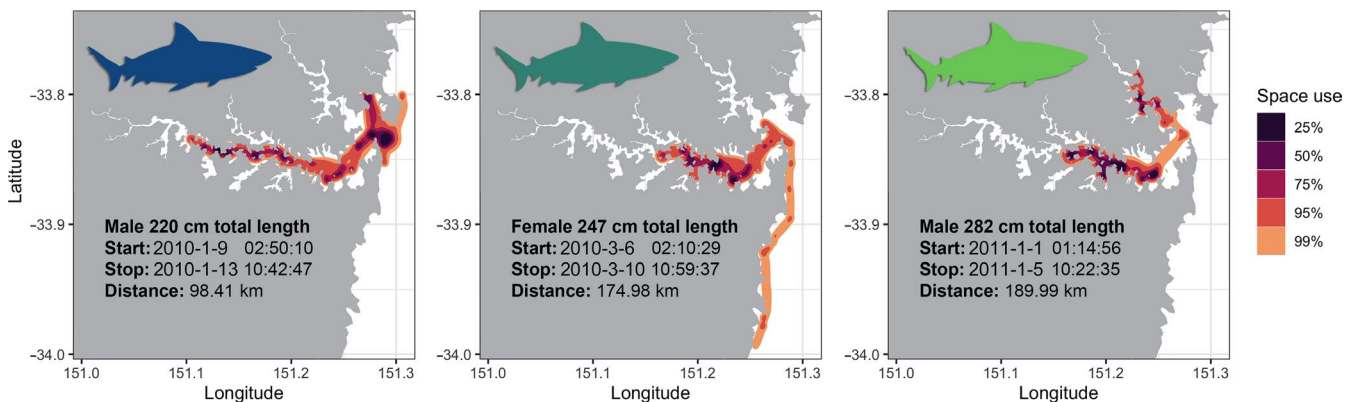 Latitude
−33.8
−33.9
−34.0
Male 220 cm total length
Start: 2010-1-9 02:50:10
Stop: 2010-1-13 10:42:47
Distance: 98.41 km
151.0 151.1 151.2 151.3
Longitude
−33.8
−33.9
−34.0
Female 247 cm total length
Start: 2010-3-6 02:10:29
Stop: 2010-3-10 10:59:37
Distance: 174.98 km
151.0 151.1 151.2 151.3
Longitude
−33.8
−33.9
−34.0
Male 282 cm total length
Start: 2011-1-1 01:14:56
Stop: 2011-1-5 10:22:35
Distance: 189.99 km
151.0 151.1 151.2 151.3
Longitude
Space use
25%
50%
75%
95%
99%